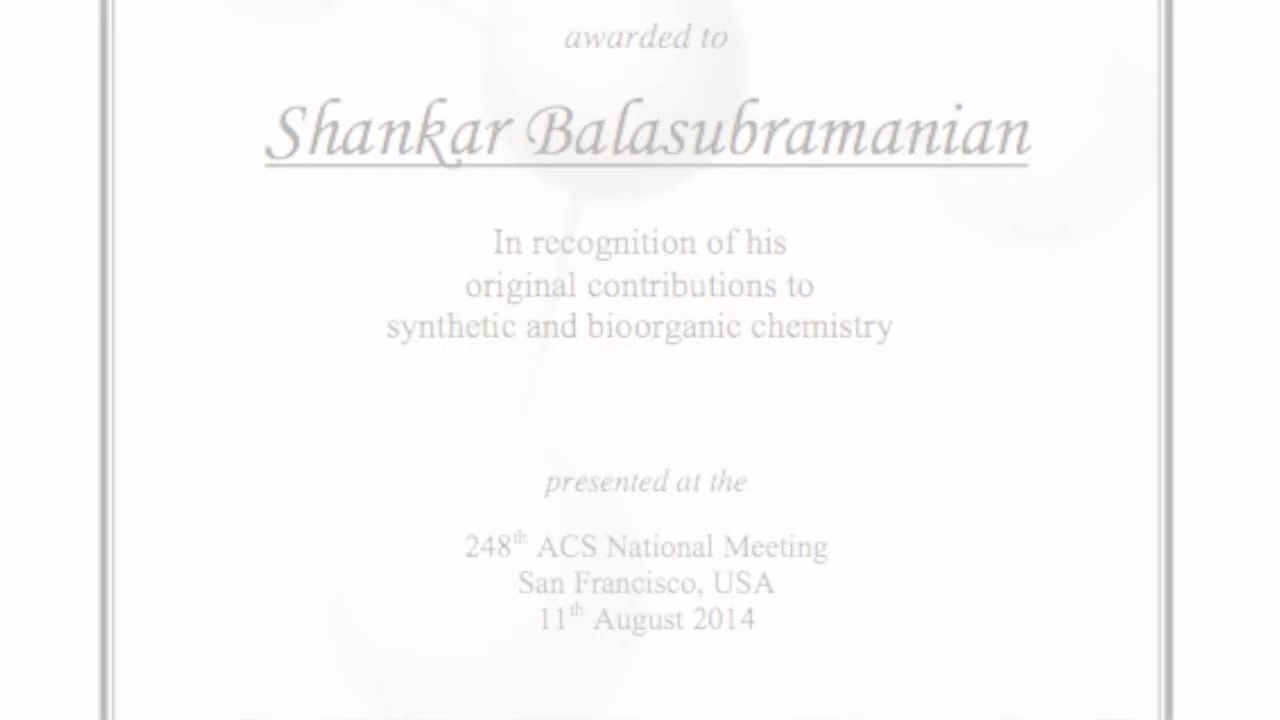 awarded to
Shankar Balasubramanian
In recognition of his
original contributions to
synthetic and bioorganic chemistry
presented at the
248th ACS National Meeting
San Francisco, USA
11th August 2014